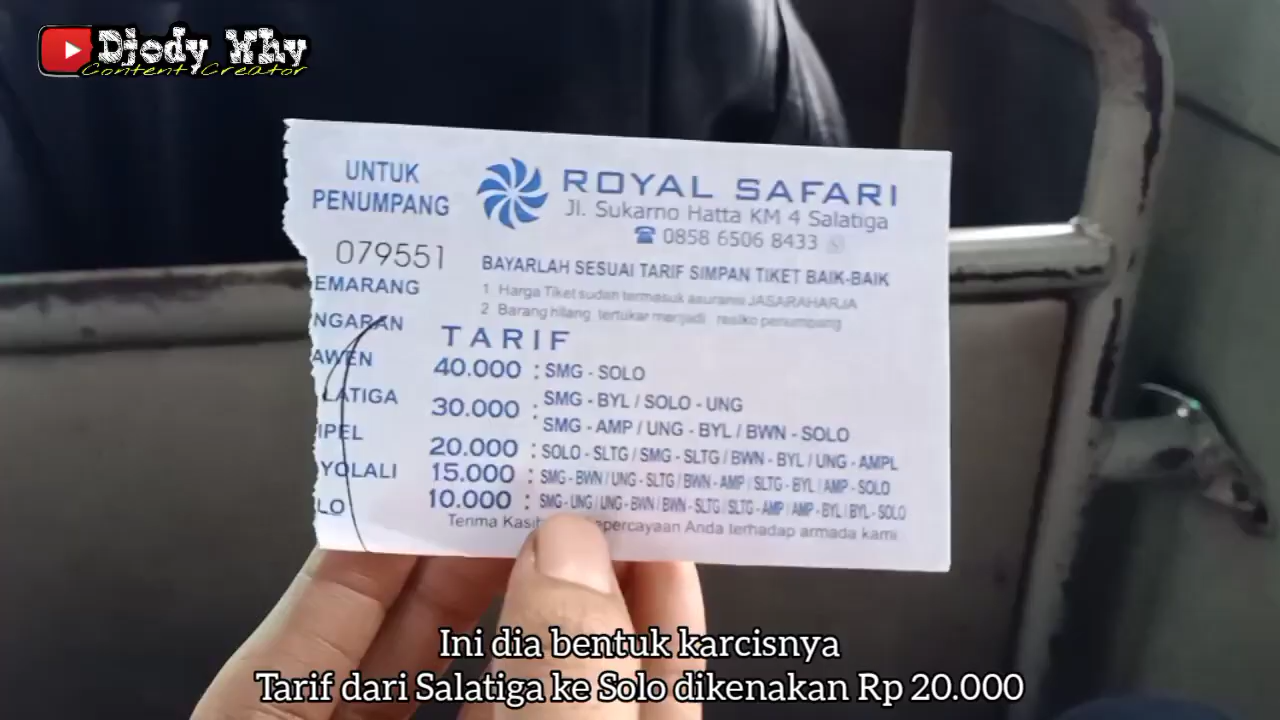 Djody Why
Content Creator
UNTUK
PENUMPANG
079551
EMARANG
NGARAN
AWEN
LATIGA
IPEL
YOLALI
LO
ROYAL SAFARI
Jl. Sukarno Hatta KM 4 Salatiga
0858 6506 8433
BAYARLAH SESUAI TARIF SIMPAN TIKET BAIK-BAIK
1 Harga Tiket sudah termasuk asuransi JASARAHARJA
2 Barang hilang tertukar menjadi resiko penumpang
TARIF
40.000 : SMG - SOLO
30.000 : SMG - BYL / SOLO - UNG
SMG - AMP / UNG - BYL / BWN - SOLO
20.000 : SOLO - SLTG / SMG - SLTG / BWN - BYL / UNG - AMPL
15.000 : SMG - BWN / UNG - SLTG / BWN - AMP / SLTG - BYL / AMP - SOLO
10.000 : SMG - UNG / UNG - BWN / BWN - SLTG / SLTG - AMP / AMP - BYL / BYL - SOLO
Terima Kasih percayaan Anda terhadap armada kami
Ini dia bentuk karcisnya
Tarif dari Salatiga ke Solo dikenakan Rp 20.000